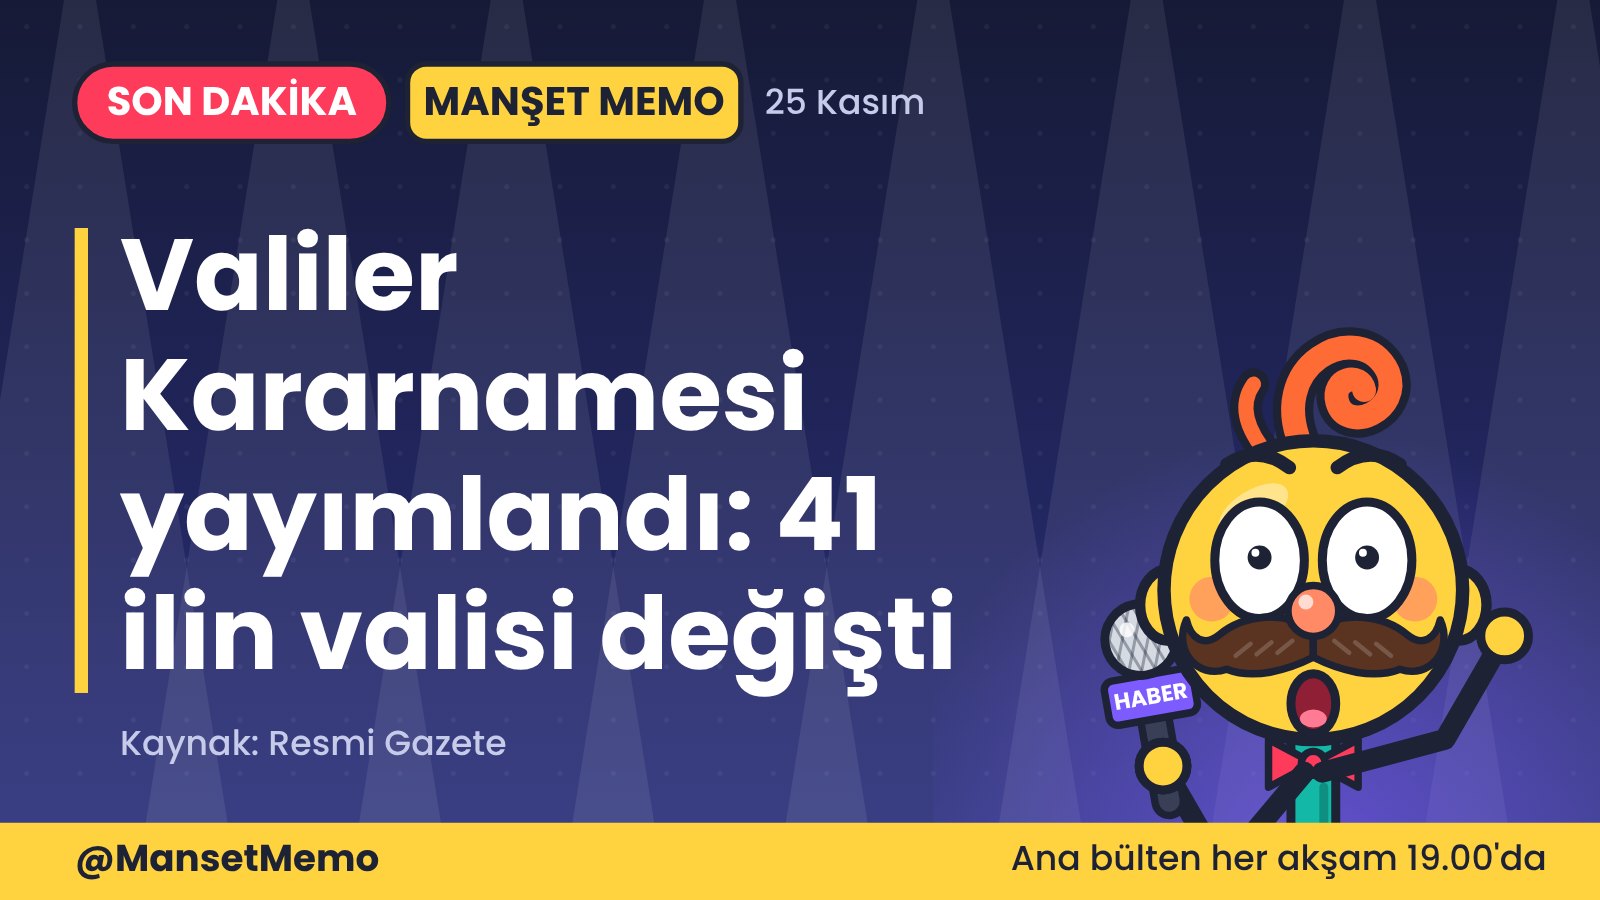 SON DAKİKA
MANŞET MEMO
25 Kasım
Valiler
Kararnamesi
yayımlandı: 41
ilin valisi değişti
Kaynak: Resmi Gazete
HABER
@MansetMemo
Ana bülten her akşam 19.00'da